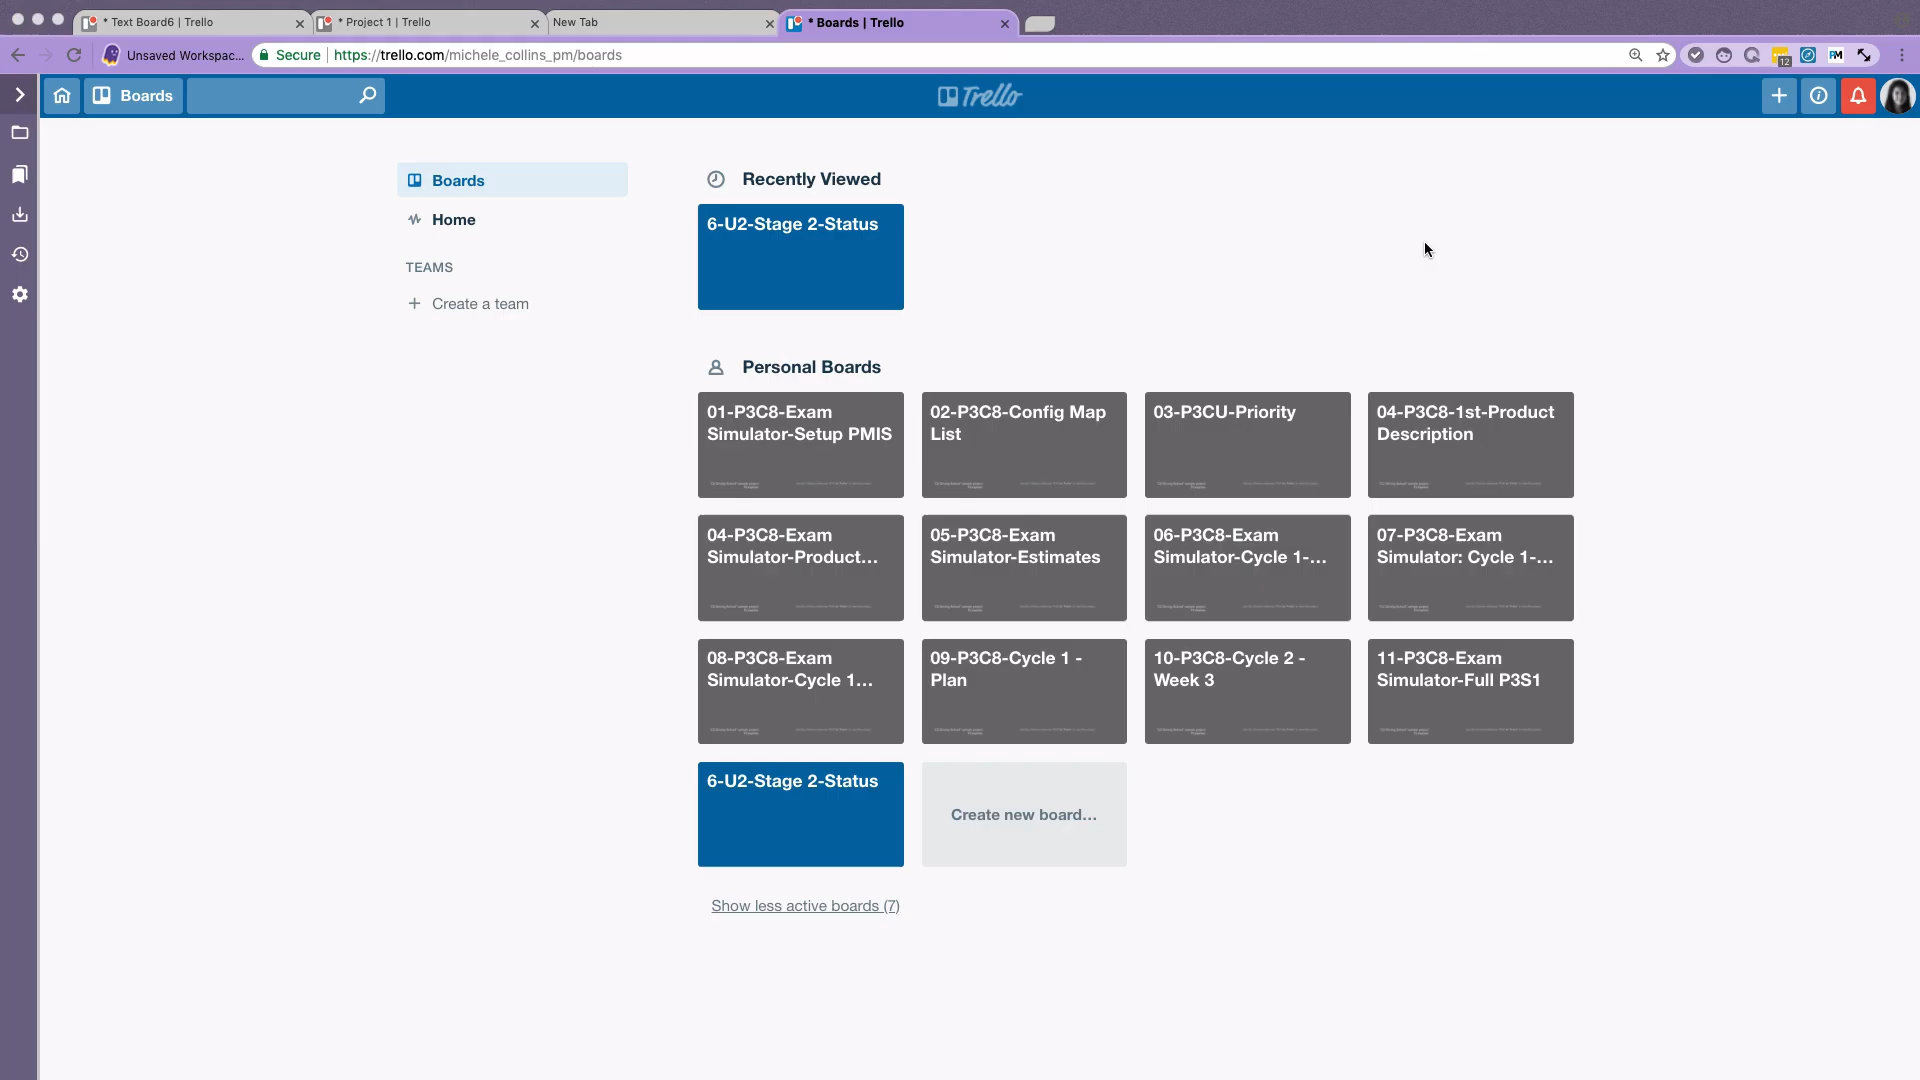 * Text Board6 | Trello
* Project 1 | Trello
New Tab
* Boards | Trello
Unsaved Workspac...
Secure
https://trello.com/michele_collins_pm/boards
12
PM
Boards
Trello
Boards
Home
TEAMS
Create a team
Recently Viewed
6-U2-Stage 2-Status
Personal Boards
01-P3C8-Exam
Simulator-Setup PMIS
02-P3C8-Config Map
List
03-P3CU-Priority
04-P3C8-1st-Product
Description
04-P3C8-Exam
Simulator-Product...
05-P3C8-Exam
Simulator-Estimates
06-P3C8-Exam
Simulator-Cycle 1-...
07-P3C8-Exam
Simulator: Cycle 1-...
08-P3C8-Exam
Simulator-Cycle 1...
09-P3C8-Cycle 1 -
Plan
10-P3C8-Cycle 2 -
Week 3
11-P3C8-Exam
Simulator-Full P3S1
6-U2-Stage 2-Status
Create new board...
Show less active boards (7)